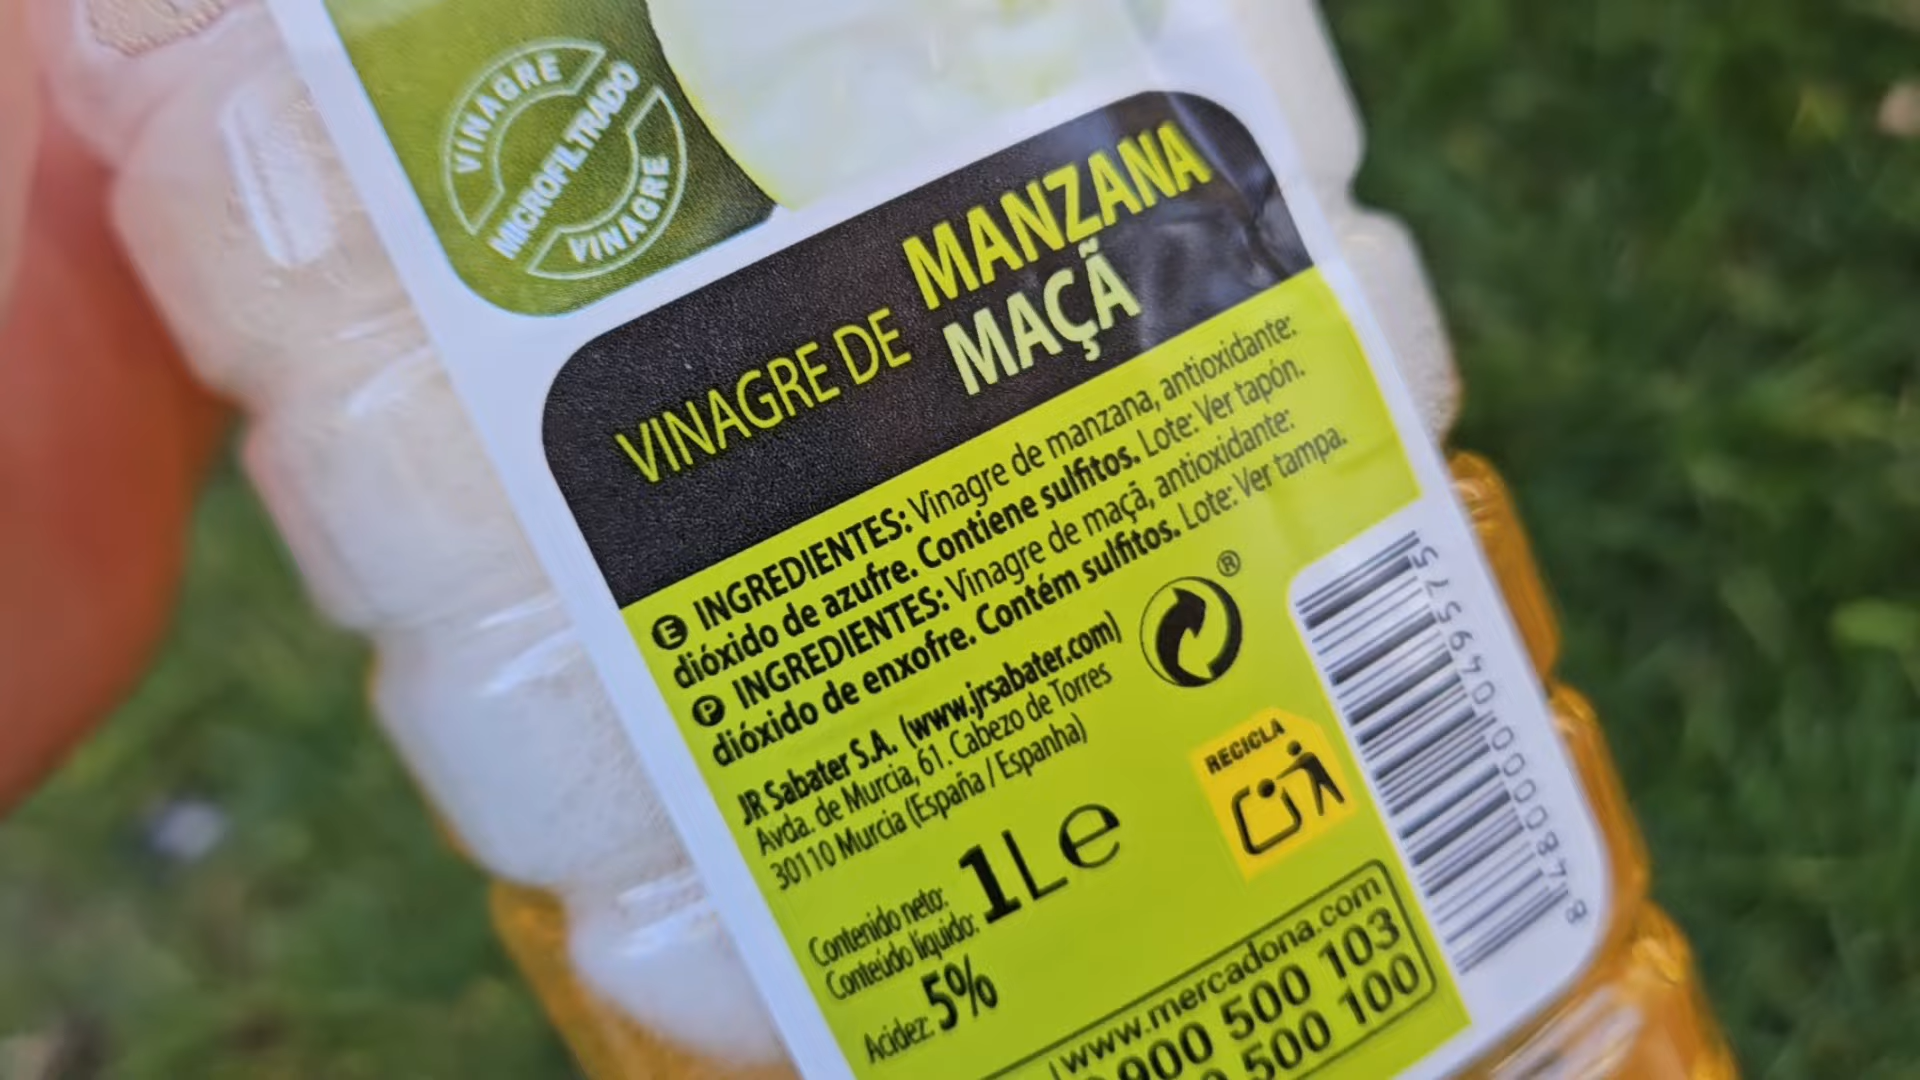 VINAGRE
MICROFILTRADO
VINAGRE
VINAGRE DE MANZANA
MAÇÃ
E INGREDIENTES: Vinagre de manzana, antioxidante:
dióxido de azufre. Contiene sulfitos. Lote: Ver tapón.
P INGREDIENTES: Vinagre de maçã, antioxidante:
dióxido de enxofre. Contém sulfitos. Lote: Ver tampa.
JR Sabater S.A. (www.jrsabater.com)
Avda. de Murcia, 61. Cabezo de Torres
30110 Murcia (España / Espanha)
®
RECICLA
Contenido neto:
Conteúdo líquido:
1L e
Acidez: 5%
www.mercadona.com
900 500 103
500 100
8 480000 69575